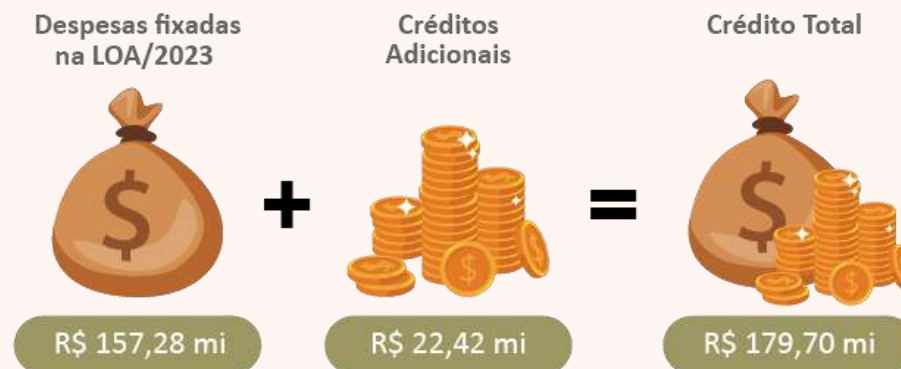 Despesas fixadas
na LOA/2023
Créditos
Adicionais
Crédito Total
$
+
$
=
$
$
R$ 157,28 mi
R$ 22,42 mi
R$ 179,70 mi